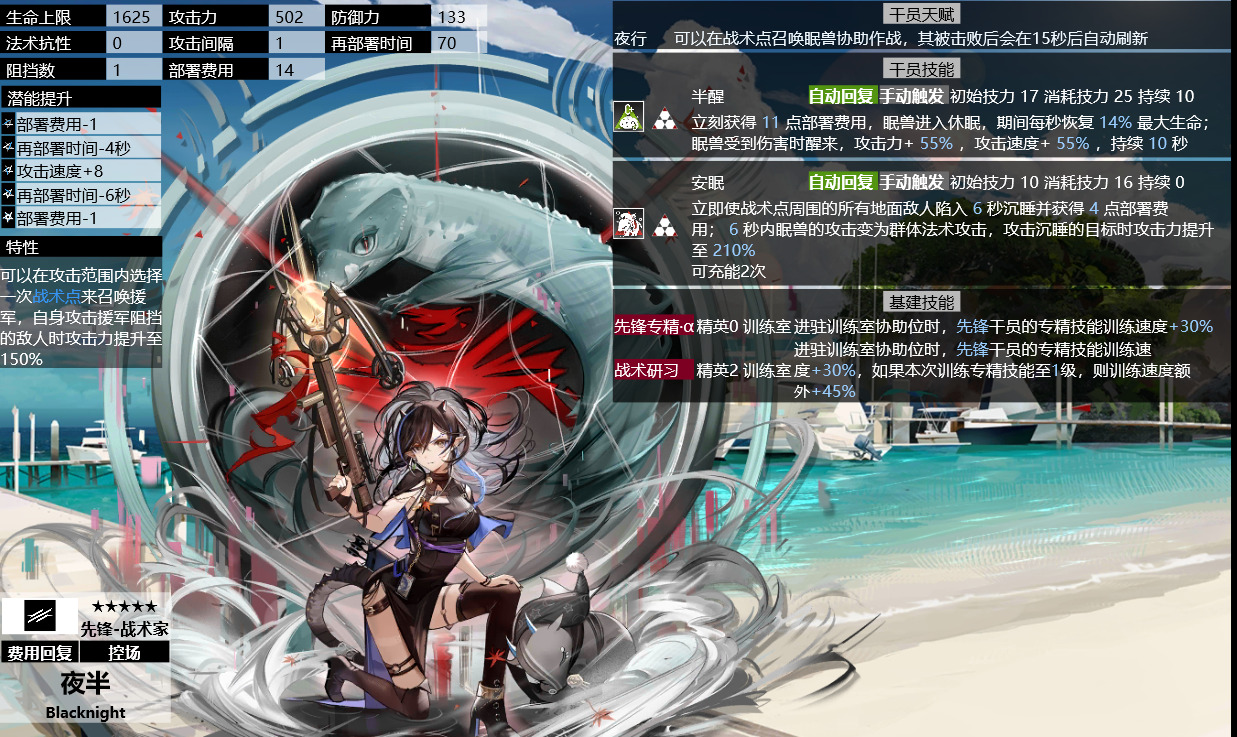 生命上限 1625 攻击力 502 防御力 133
法术抗性 0 攻击间隔 1 再部署时间 70
阻挡数 1 部署费用 14
潜能提升
部署费用-1
再部署时间-4秒
攻击速度+8
再部署时间-6秒
部署费用-1
特性
可以在攻击范围内选择
一次战术点来召唤援
军，自身攻击援军阻挡
的敌人时攻击力提升至
150%
★★★★★
先锋-战术家
费用回复 控场
夜半
Blacknight
干员天赋
夜行 可以在战术点召唤眠兽协助作战，其被击败后会在15秒后自动刷新
干员技能
半醒 自动回复 手动触发 初始技力 17 消耗技力 25 持续 10
立刻获得 11 点部署费用，眠兽进入休眠，期间每秒恢复 14% 最大生命；
眠兽受到伤害时醒来，攻击力+ 55% ，攻击速度+ 55% ，持续 10 秒
安眠 自动回复 手动触发 初始技力 10 消耗技力 16 持续 0
立即使战术点周围的所有地面敌人陷入 6 秒沉睡并获得 4 点部署费
用； 6 秒内眠兽的攻击变为群体法术攻击，攻击沉睡的目标时攻击力提升
至 210%
可充能2次
基建技能
先锋专精·α 精英0 训练室 进驻训练室协助位时，先锋干员的专精技能训练速度+30%
进驻训练室协助位时，先锋干员的专精技能训练速
战术研习 精英2 训练室 度+30%，如果本次训练专精技能至1级，则训练速度额
外+45%